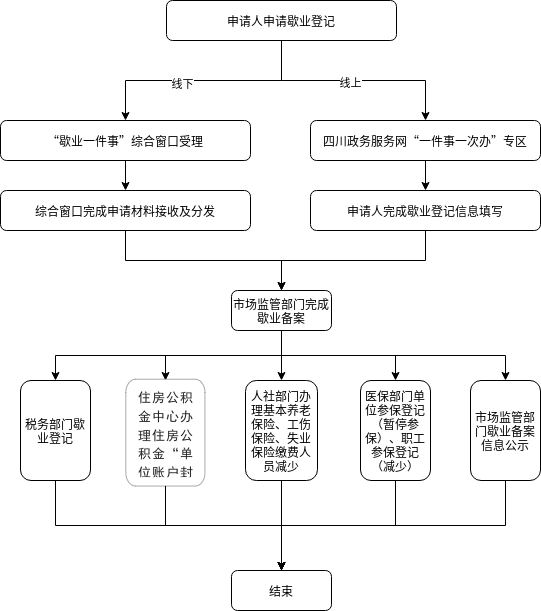 申请人申请歇业登记
线下
线上
“歇业一件事”综合窗口受理
四川政务服务网“一件事一次办”专区
综合窗口完成申请材料接收及分发
申请人完成歇业登记信息填写
市场监管部门完成
歇业备案
税务部门歇
业登记
住房公积
金中心办
理住房公
积金“单
位账户封
人社部门办
理基本养老
保险、工伤
保险、失业
保险缴费人
员减少
医保部门单
位参保登记
（暂停参
保）、职工
参保登记
（减少）
市场监管部
门歇业备案
信息公示
结束